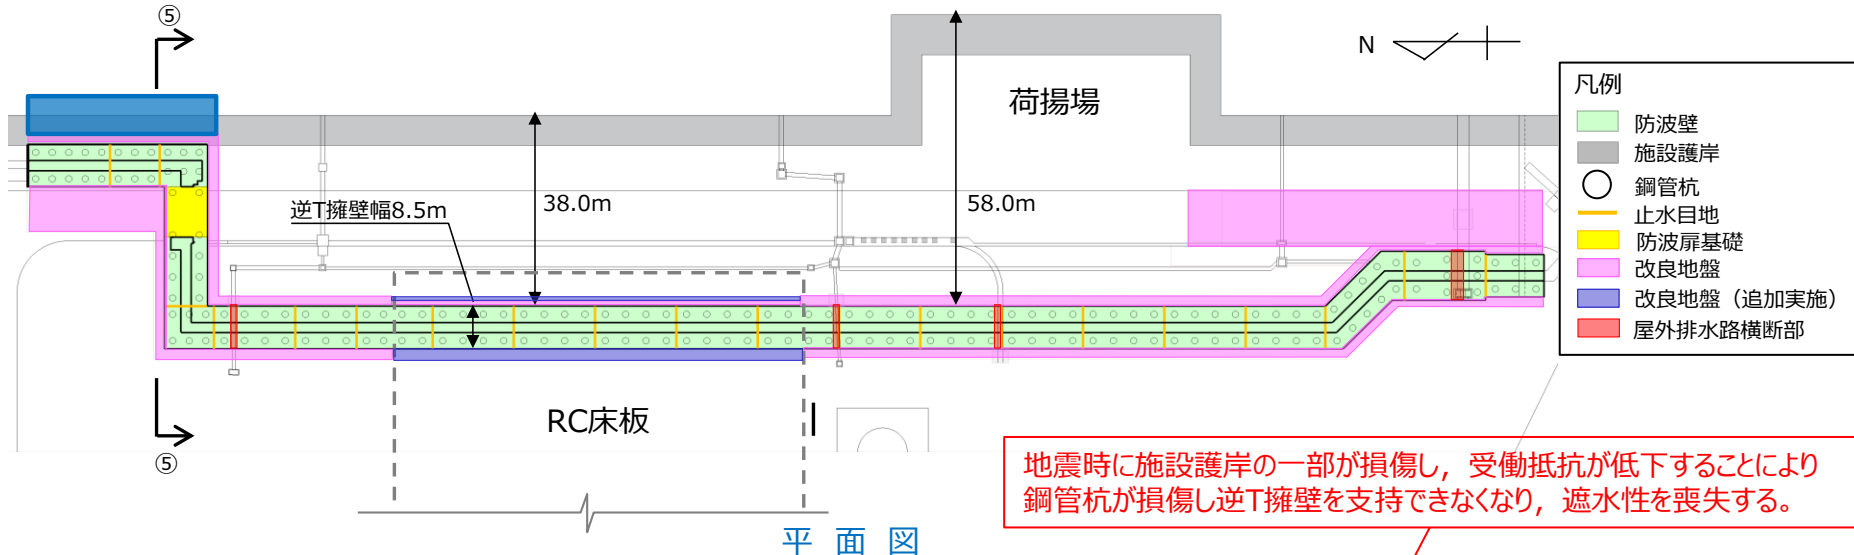 ⑤
N
荷揚場
凡例
防波壁
施設護岸
鋼管杭
止水目地
防波扉基礎
改良地盤
改良地盤（追加実施）
屋外排水路横断部
逆T擁壁幅8.5m
38.0m
58.0m
RC床板
⑤
地震時に施設護岸の一部が損傷し，受働抵抗が低下することにより
鋼管杭が損傷し逆T擁壁を支持できなくなり，遮水性を喪失する。
平 面 図